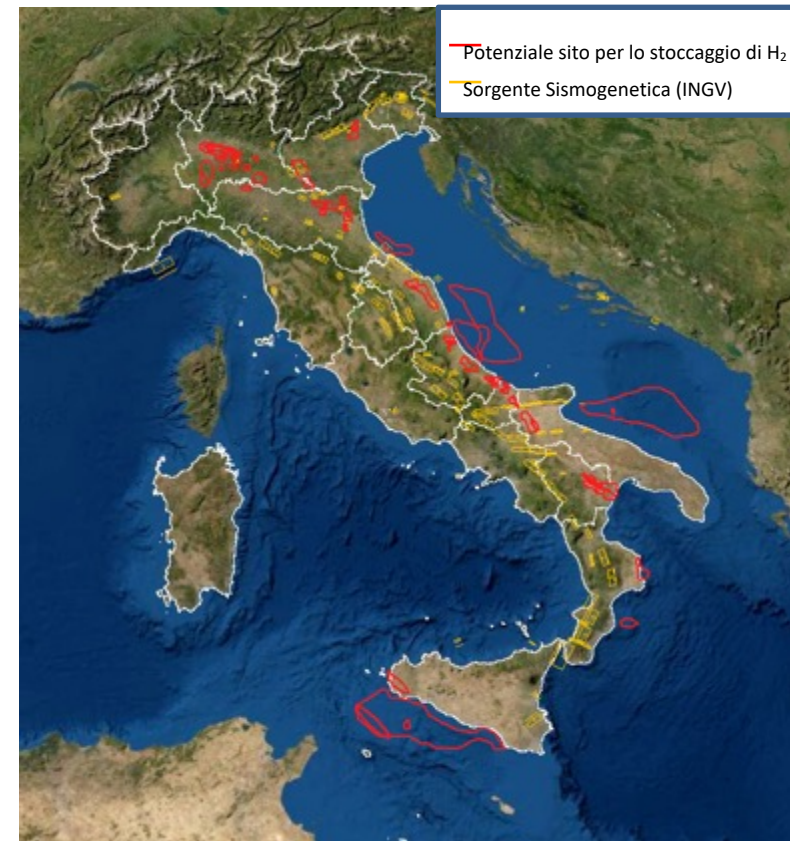 Potenziale sito per lo stoccaggio di H₂
Sorgente Sismogenetica (INGV)